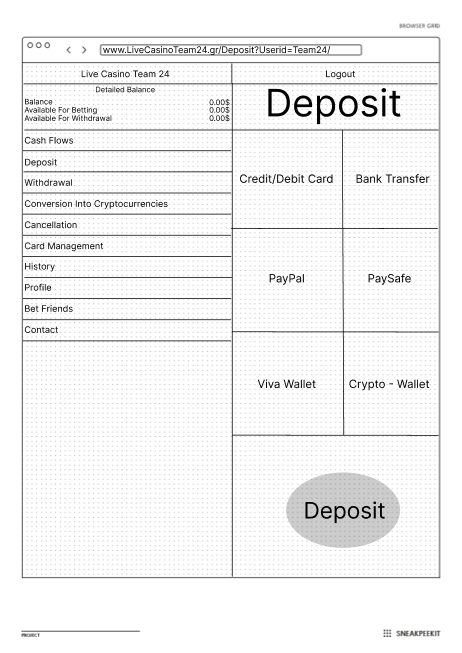 BROWSER GRID
www.LiveCasinoTeam24.gr/Deposit?Userid=Team24/
Live Casino Team 24
Logout
Detailed Balance
Balance 0.00$
Available For Betting 0.00$
Available For Withdrawal 0.00$
Deposit
Cash Flows
Deposit
Withdrawal
Conversion Into Cryptocurrencies
Cancellation
Card Management
History
Profile
Bet Friends
Contact
Credit/Debit Card
Bank Transfer
PayPal
PaySafe
Viva Wallet
Crypto - Wallet
Deposit
PROJECT
SNEAKPEEKIT